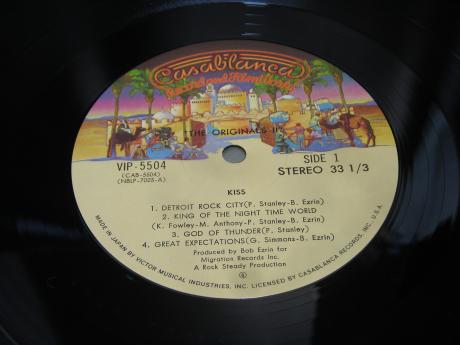 Casablanca
Record and FilmWorks
"THE ORIGINALS II"
VIP-5504
(CAB-5504)
(NBLP-7025-A)
SIDE 1
STEREO 33 1/3
KISS
1. DETROIT ROCK CITY(P. Stanley-B. Ezrin)
2. KING OF THE NIGHT TIME WORLD
(K. Fowley-M. Anthony-P. Stanley-B. Ezrin)
3. GOD OF THUNDER(P. Stanley)
4. GREAT EXPECTATIONS(G. Simmons-B. Ezrin)
Produced by Bob Ezrin for
Migration Records Inc.
A Rock Steady Production
MADE IN JAPAN BY VICTOR MUSICAL INDUSTRIES, INC. LICENSED BY CASABLANCA RECORDS, INC., U.S.A.